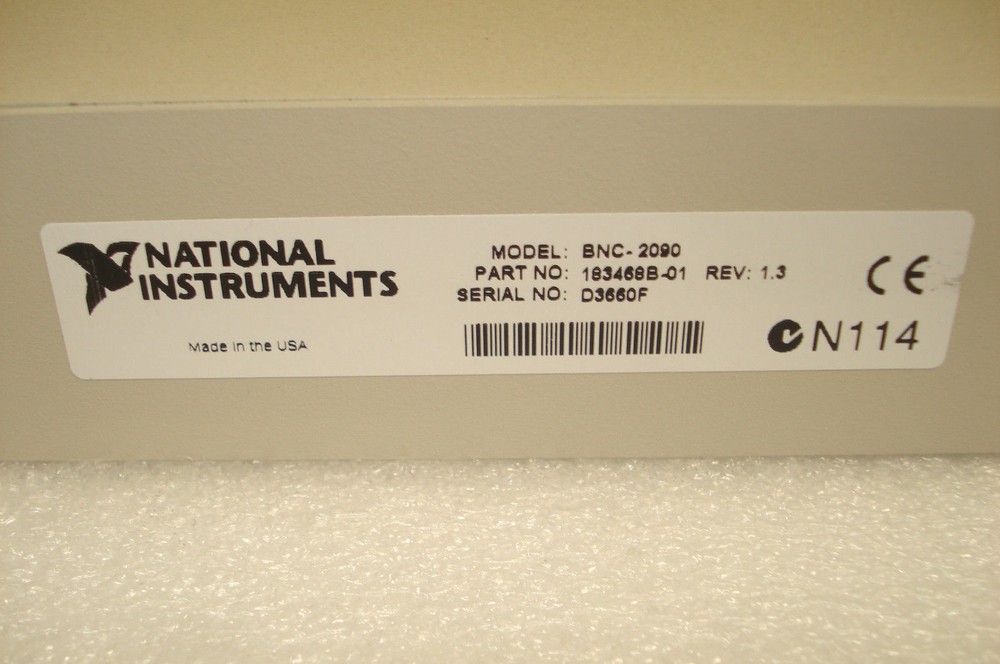 NATIONAL
INSTRUMENTS
Made in the USA
MODEL: BNC-2090
PART NO: 183468B-01 REV: 1.3
SERIAL NO: D3660F
CE
N114